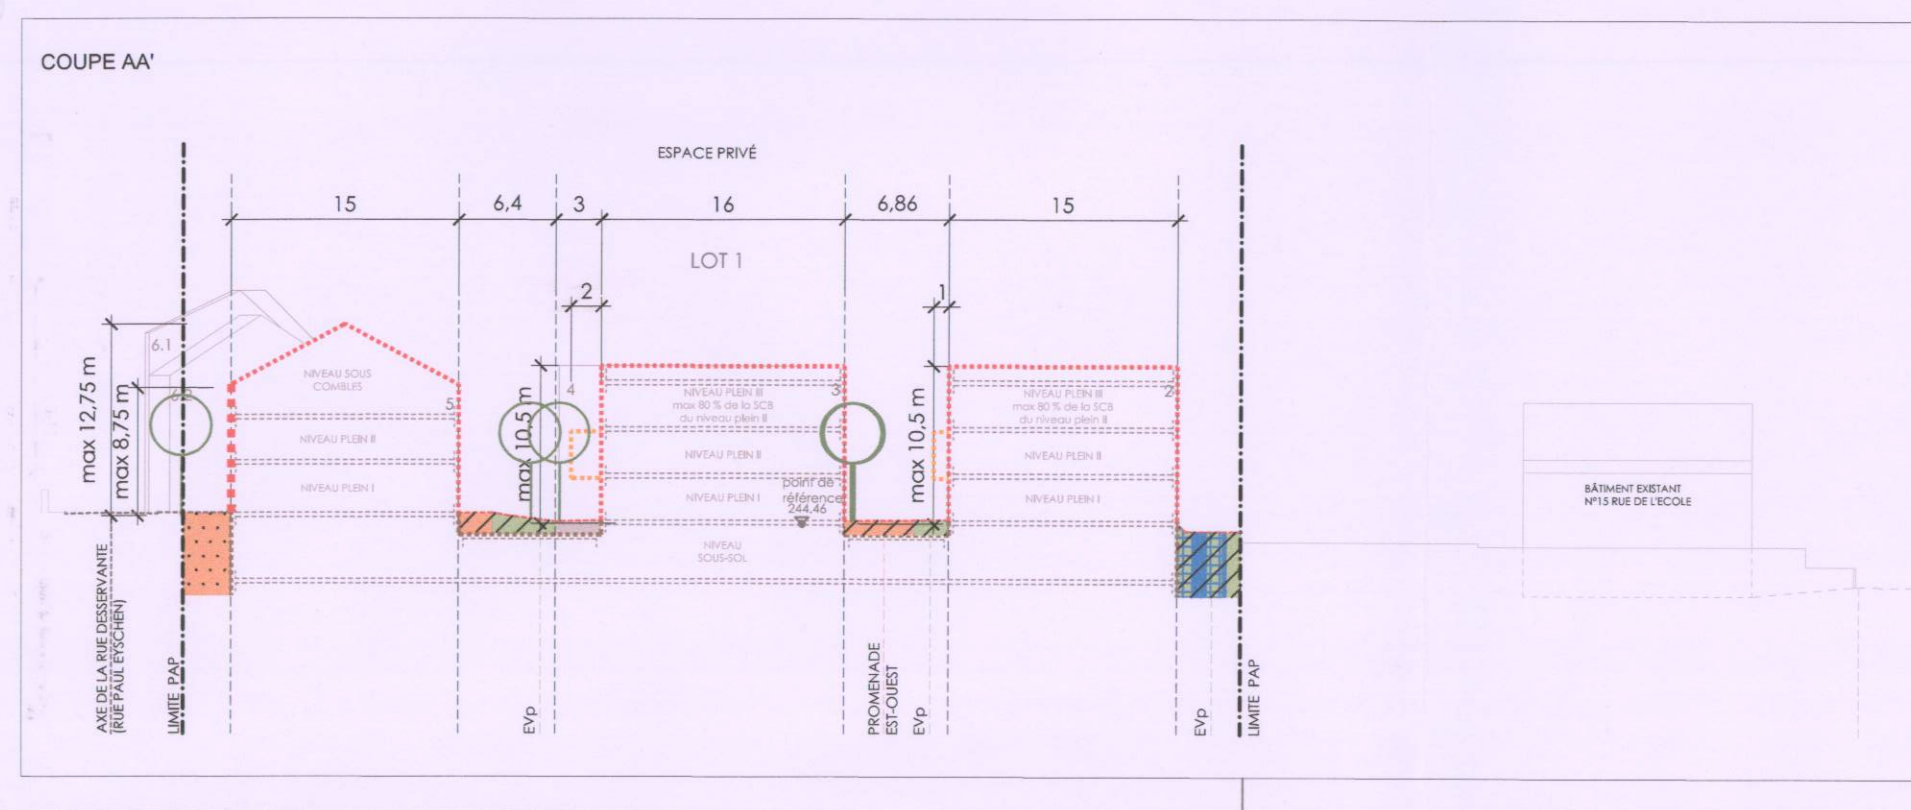 COUPE AA'
ESPACE PRIVÉ
15
6,4
3
16
6,86
15
LOT 1
2
1
6.1
max 12,75 m
max 8,75 m
NIVEAU SOUS
COMBLES
5
NIVEAU PLEIN II
NIVEAU PLEIN I
max 10,5 m
4
NIVEAU PLEIN III
max 80 % de la SCB
du niveau plein II
3
NIVEAU PLEIN II
NIVEAU PLEIN I
point de
référence
244.46
NIVEAU
SOUS-SOL
max 10,5 m
NIVEAU PLEIN III
max 80 % de la SCB
du niveau plein II
2
NIVEAU PLEIN II
NIVEAU PLEIN I
BÂTIMENT EXISTANT
N°15 RUE DE L'ECOLE
AXE DE LA RUE DESSERVANTE
(RUE PAUL EYSCHEN)
LIMITE PAP
EVp
PROMENADE
EST-OUEST
EVp
EVp
LIMITE PAP